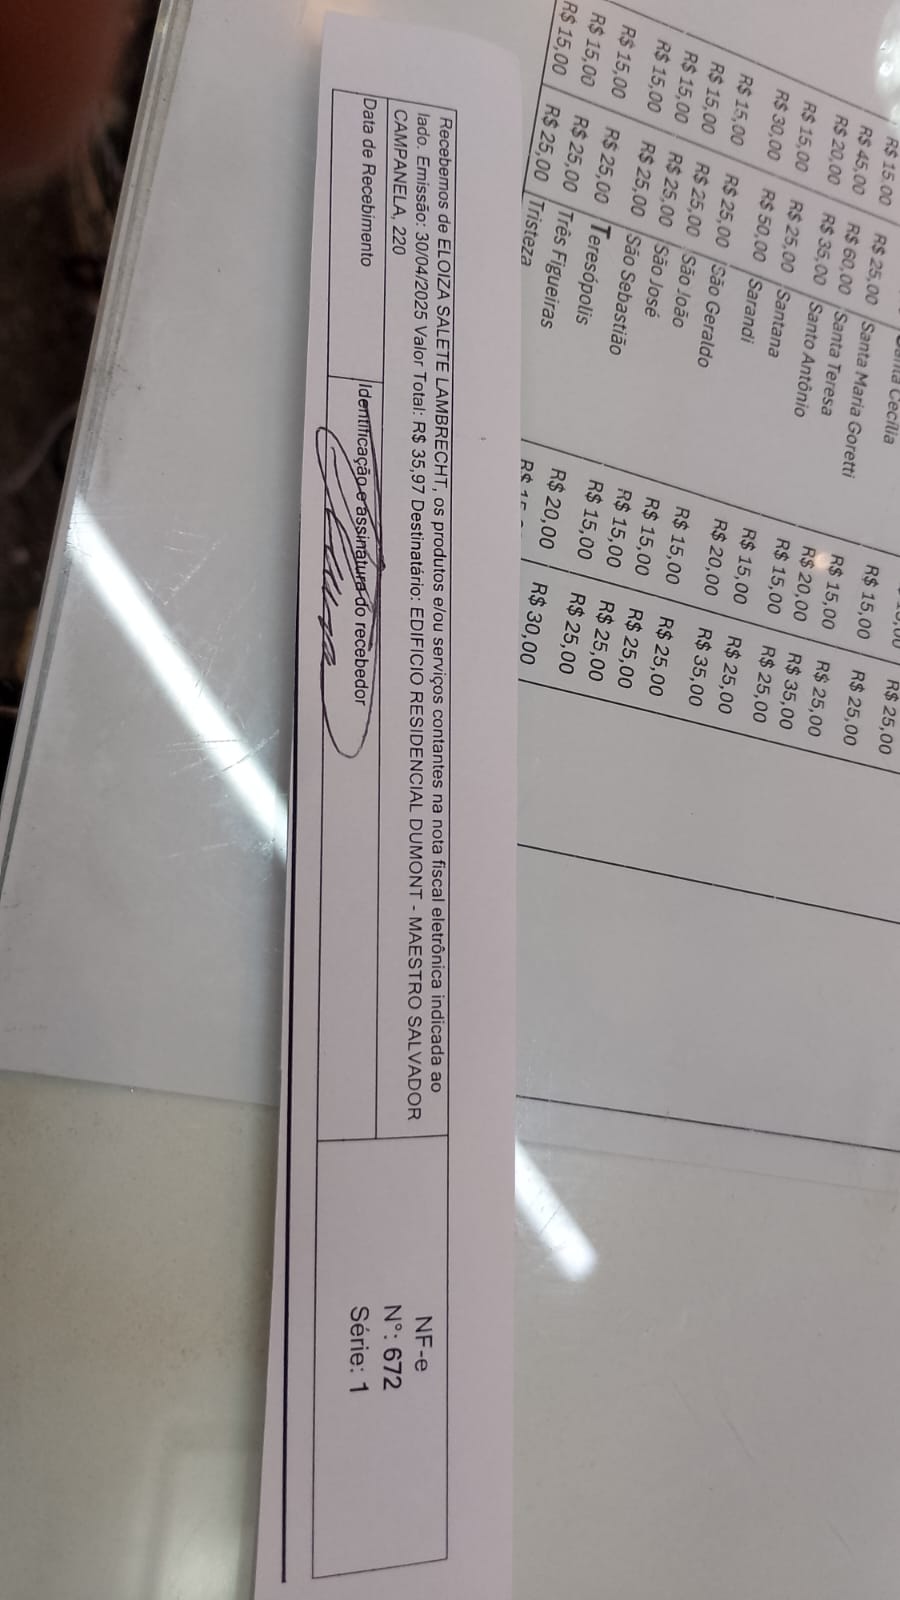 R$ 25,00
R$ 15,00 R$ 25,00
R$ 15,00 R$ 25,00 Santa Maria Goretti R$ 15,00 R$ 25,00
R$ 45,00 R$ 60,00 Santa Teresa R$ 20,00 R$ 35,00
R$ 20,00 R$ 35,00 Santo Antônio R$ 15,00 R$ 25,00
R$ 15,00 R$ 25,00 Santana R$ 15,00 R$ 25,00
R$ 30,00 R$ 50,00 Sarandi R$ 20,00 R$ 35,00
R$ 15,00 R$ 25,00 São Geraldo R$ 15,00 R$ 25,00
R$ 15,00 R$ 25,00 São João R$ 15,00 R$ 25,00
R$ 15,00 R$ 25,00 São José R$ 15,00 R$ 25,00
R$ 15,00 R$ 25,00 São Sebastião R$ 15,00 R$ 25,00
R$ 15,00 R$ 25,00 Teresópolis R$ 20,00 R$ 30,00
R$ 15,00 R$ 25,00 Três Figueiras
R$ 15,00 R$ 25,00 Tristeza
Recebemos de ELOIZA SALETE LAMBRECHT, os produtos e/ou serviços contantes na nota fiscal eletrônica indicada ao
lado. Emissão: 30/04/2025 Valor Total: R$ 35,97 Destinatário: EDIFICIO RESIDENCIAL DUMONT - MAESTRO SALVADOR
CAMPANELA, 220
Data de Recebimento
Identificação e assinatura do recebedor
NF-e
N°: 672
Série: 1